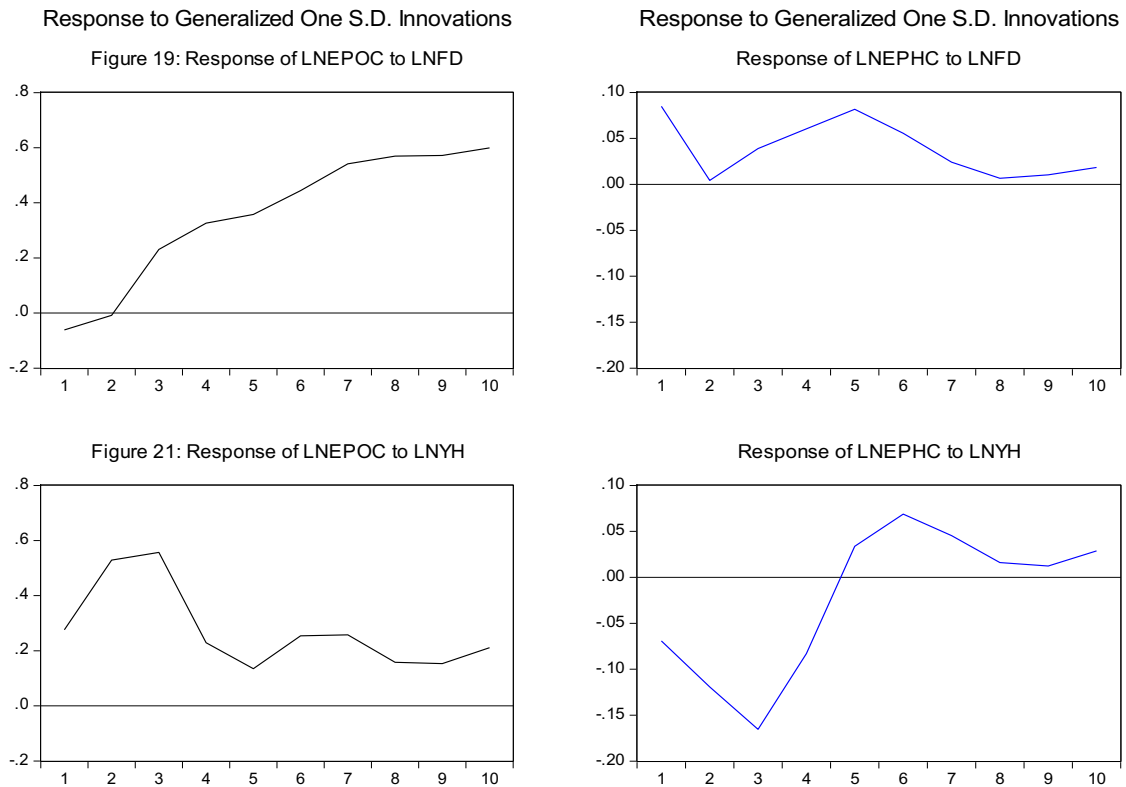 Response to Generalized One S.D. Innovations
Figure 19: Response of LNEPOC to LNFD
.8
.6
.4
.2
.0
-.2
1 2 3 4 5 6 7 8 9 10
Response to Generalized One S.D. Innovations
Response of LNEPHC to LNFD
.10
.05
.00
-.05
-.10
-.15
-.20
1 2 3 4 5 6 7 8 9 10
Figure 21: Response of LNEPOC to LNYH
.8
.6
.4
.2
.0
-.2
1 2 3 4 5 6 7 8 9 10
Response of LNEPHC to LNYH
.10
.05
.00
-.05
-.10
-.15
-.20
1 2 3 4 5 6 7 8 9 10